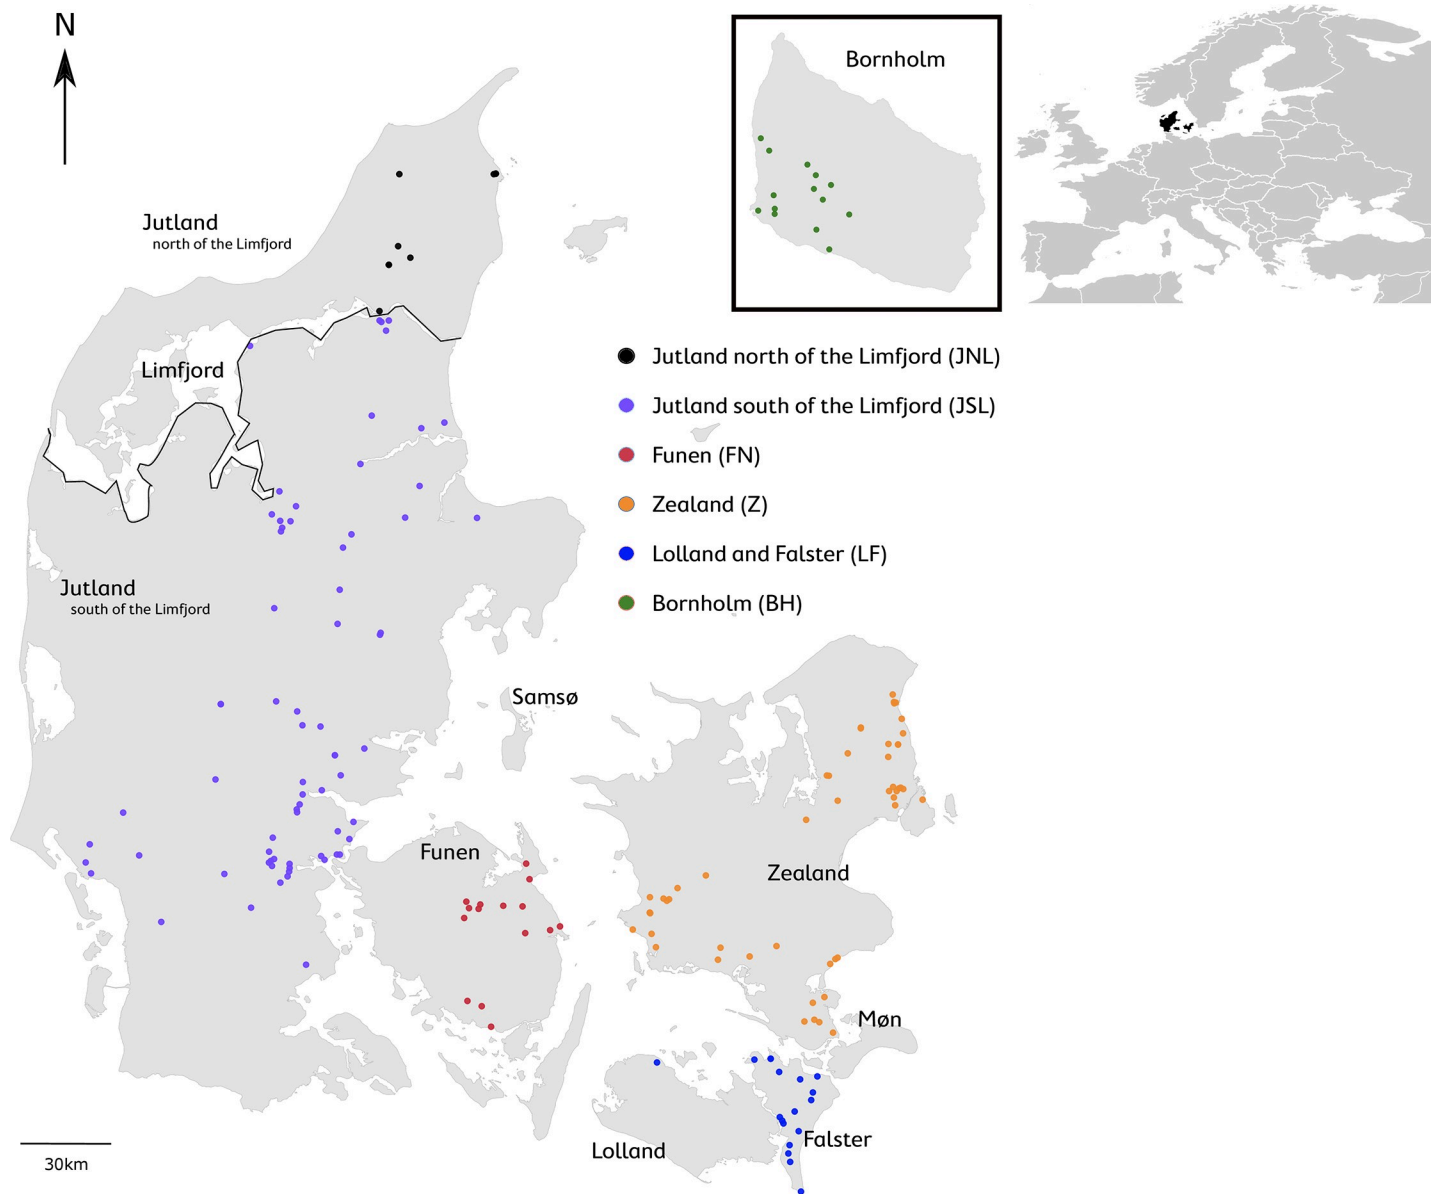 N
Bornholm
Jutland
north of the Limfjord
Limfjord
Jutland north of the Limfjord (JNL)
Jutland south of the Limfjord (JSL)
Funen (FN)
Zealand (Z)
Lolland and Falster (LF)
Bornholm (BH)
Jutland
south of the Limfjord
Samsø
Funen
Zealand
Møn
Lolland
Falster
30km